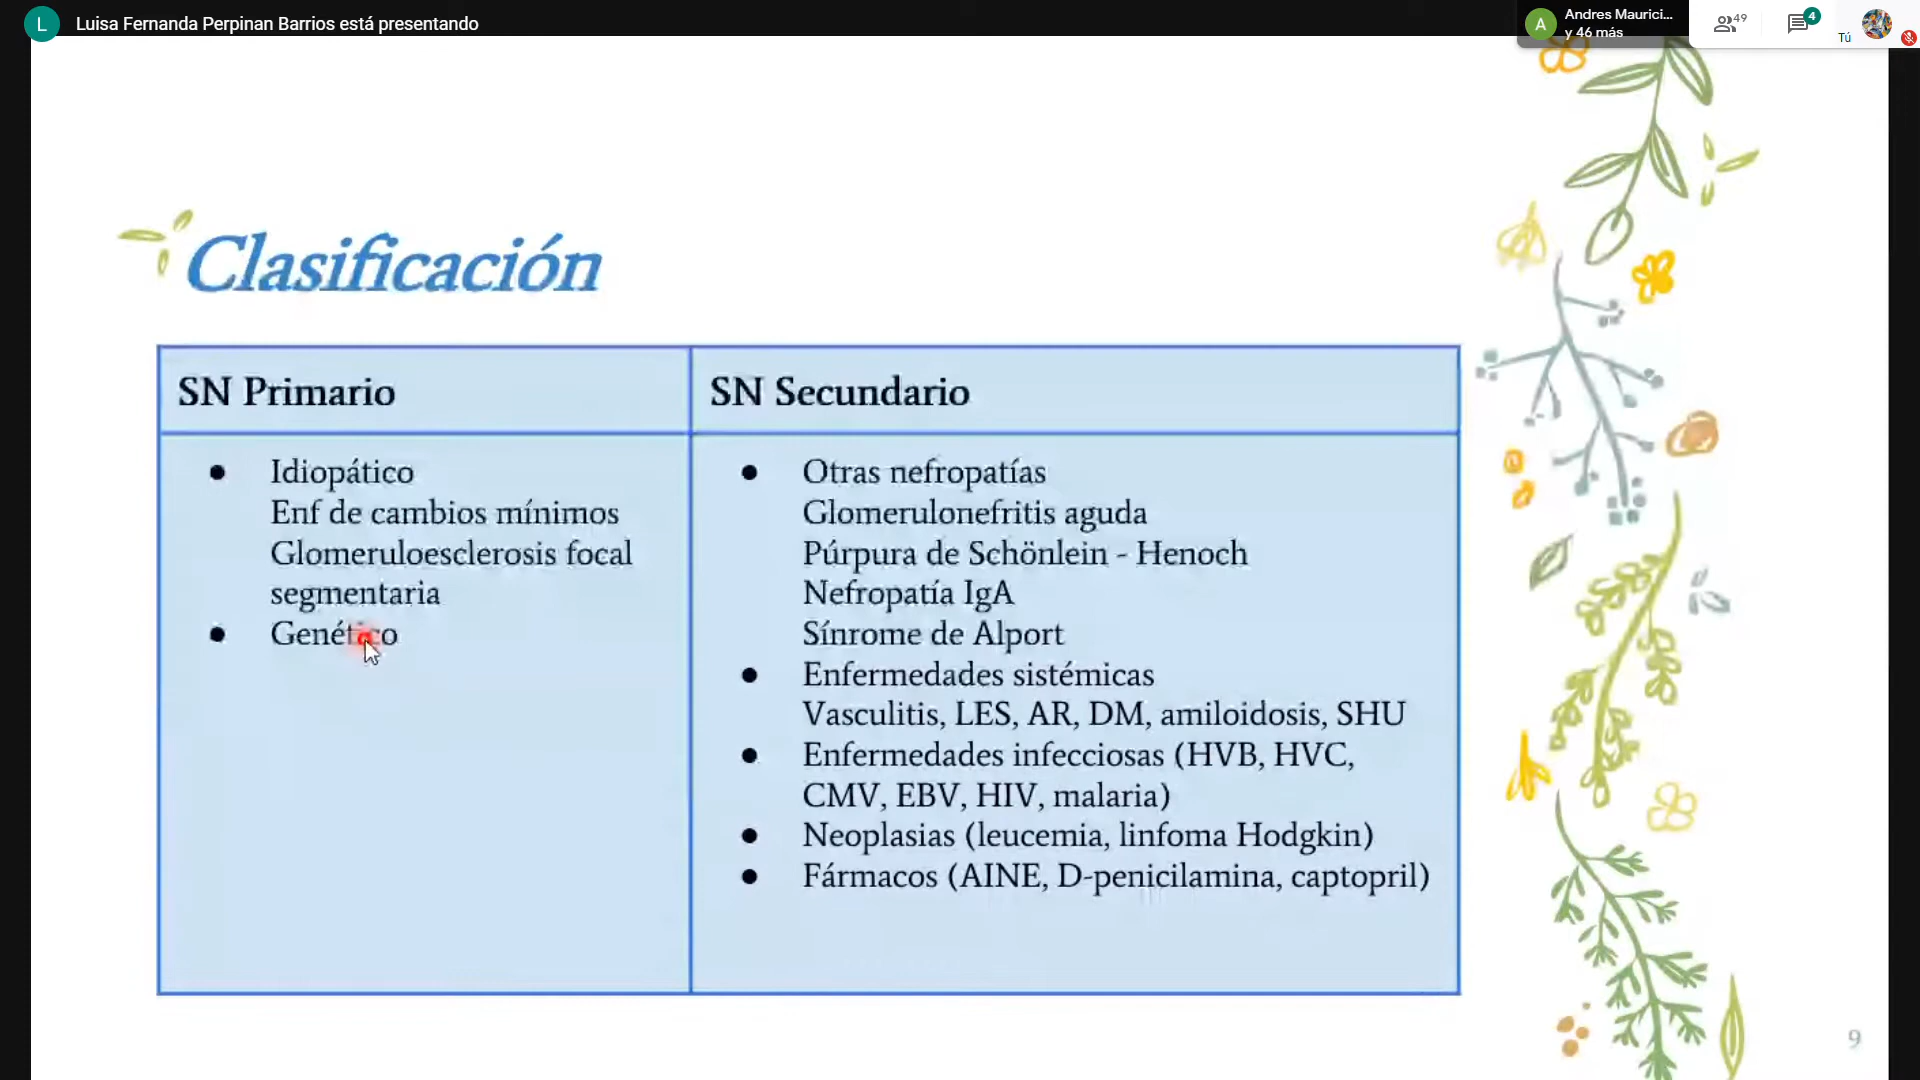 L Luisa Fernanda Perpinan Barrios está presentando
A Andres Maurici...
y 46 más
49
4
Tú
Clasificación
SN Primario
Idiopático
Enf de cambios mínimos
Glomeruloesclerosis focal
segmentaria
Genético
SN Secundario
Otras nefropatías
Glomerulonefritis aguda
Púrpura de Schönlein - Henoch
Nefropatía IgA
Sínrome de Alport
Enfermedades sistémicas
Vasculitis, LES, AR, DM, amiloidosis, SHU
Enfermedades infecciosas (HVB, HVC,
CMV, EBV, HIV, malaria)
Neoplasias (leucemia, linfoma Hodgkin)
Fármacos (AINE, D-penicilamina, captopril)
9